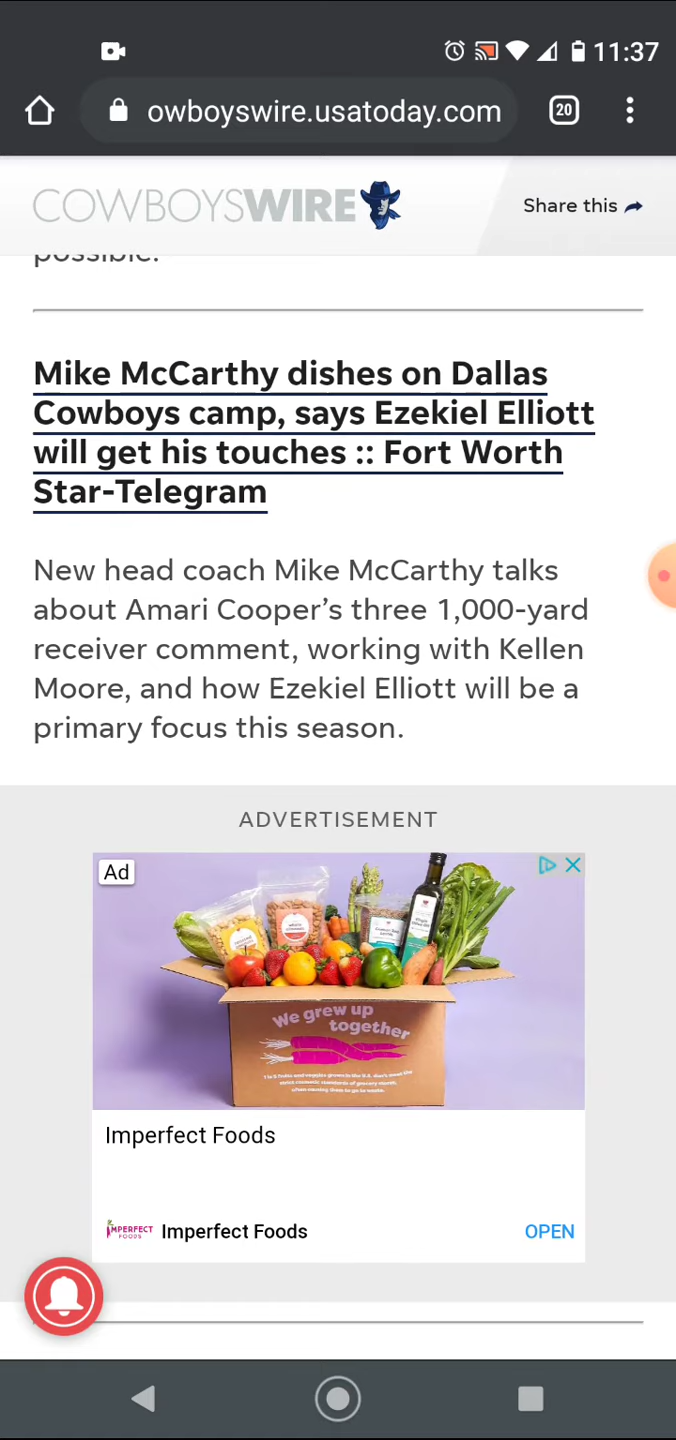 11:37
owboyswire.usatoday.com
20
COWBOYSWIRE
Share this
possible.
Mike McCarthy dishes on Dallas
Cowboys camp, says Ezekiel Elliott
will get his touches :: Fort Worth
Star-Telegram
New head coach Mike McCarthy talks
about Amari Cooper’s three 1,000-yard
receiver comment, working with Kellen
Moore, and how Ezekiel Elliott will be a
primary focus this season.
ADVERTISEMENT
Ad
We grew up
together
Imperfect Foods
IMPERFECT
FOODS
Imperfect Foods
OPEN